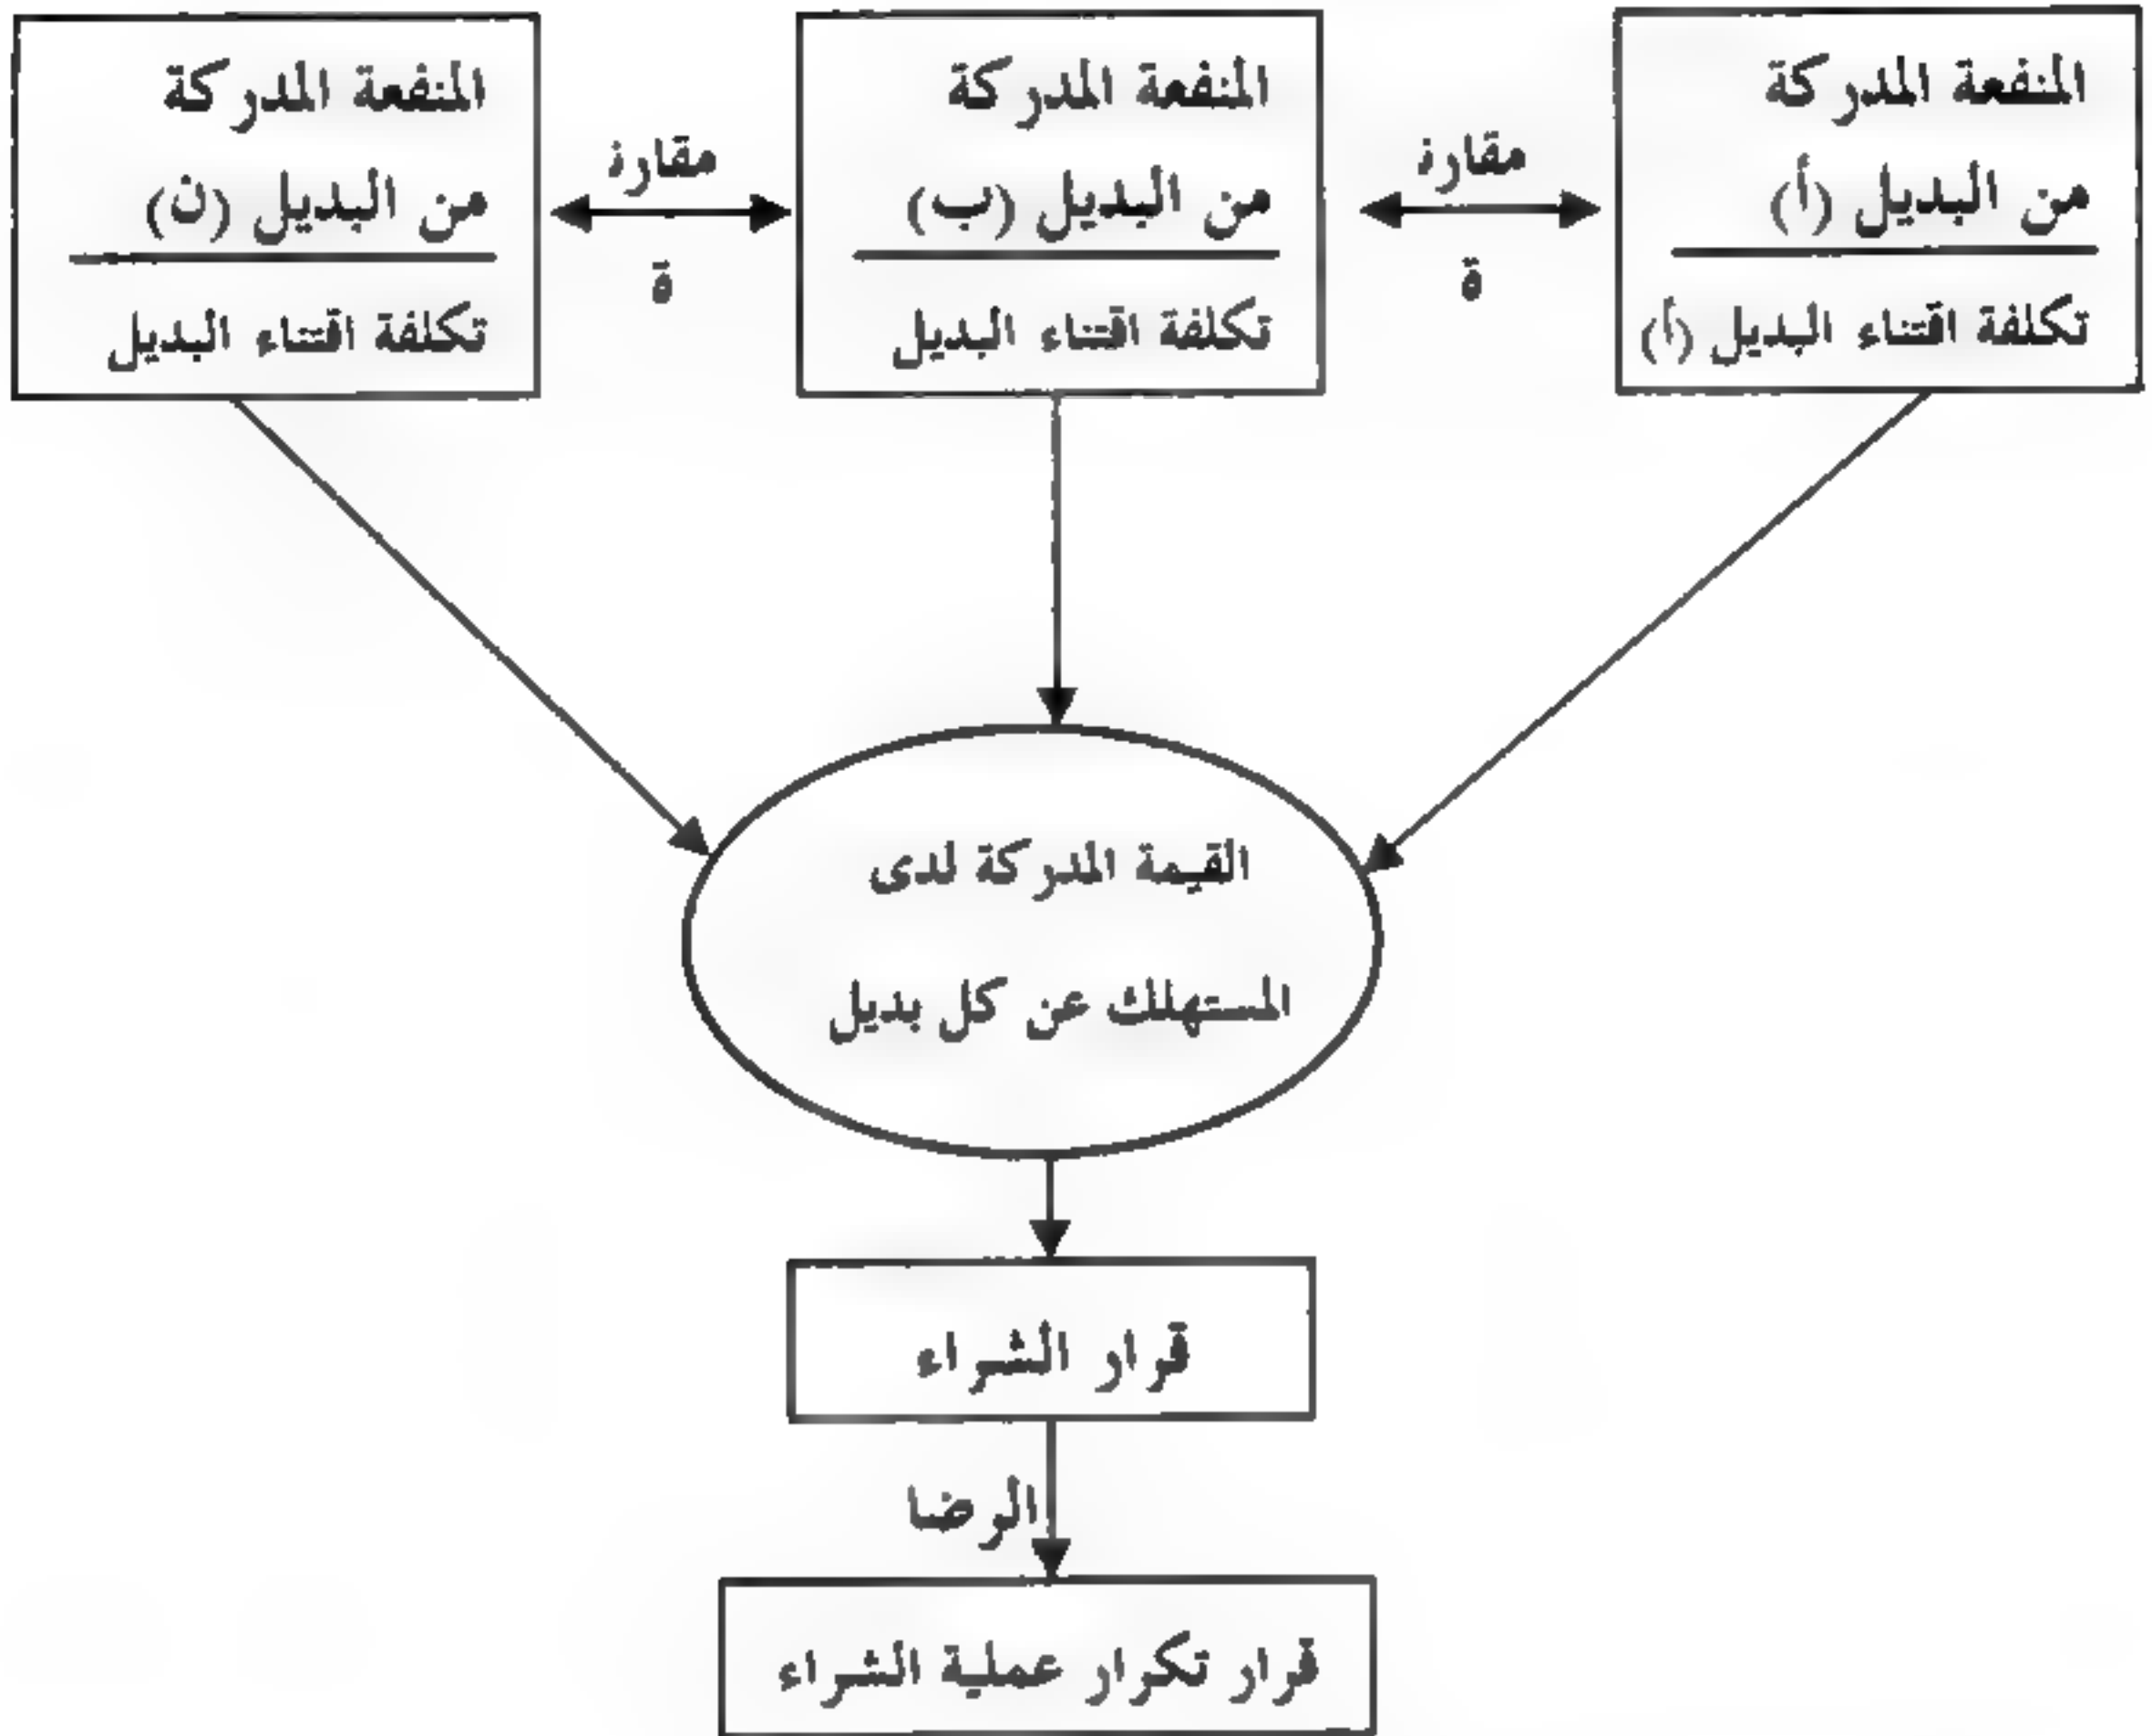 المنفعة المدركة
من البديل (أ)
تكلفة اقتناء البديل (أ)
مقارنة
المنفعة المدركة
من البديل (ب)
تكلفة اقتناء البديل
مقارنة
المنفعة المدركة
من البديل (ن)
تكلفة اقتناء البديل
القيمة المدركة لدى
المستهلك عن كل بديل
قرار الشراء
الرضا
قرار تكرار عملية الشراء